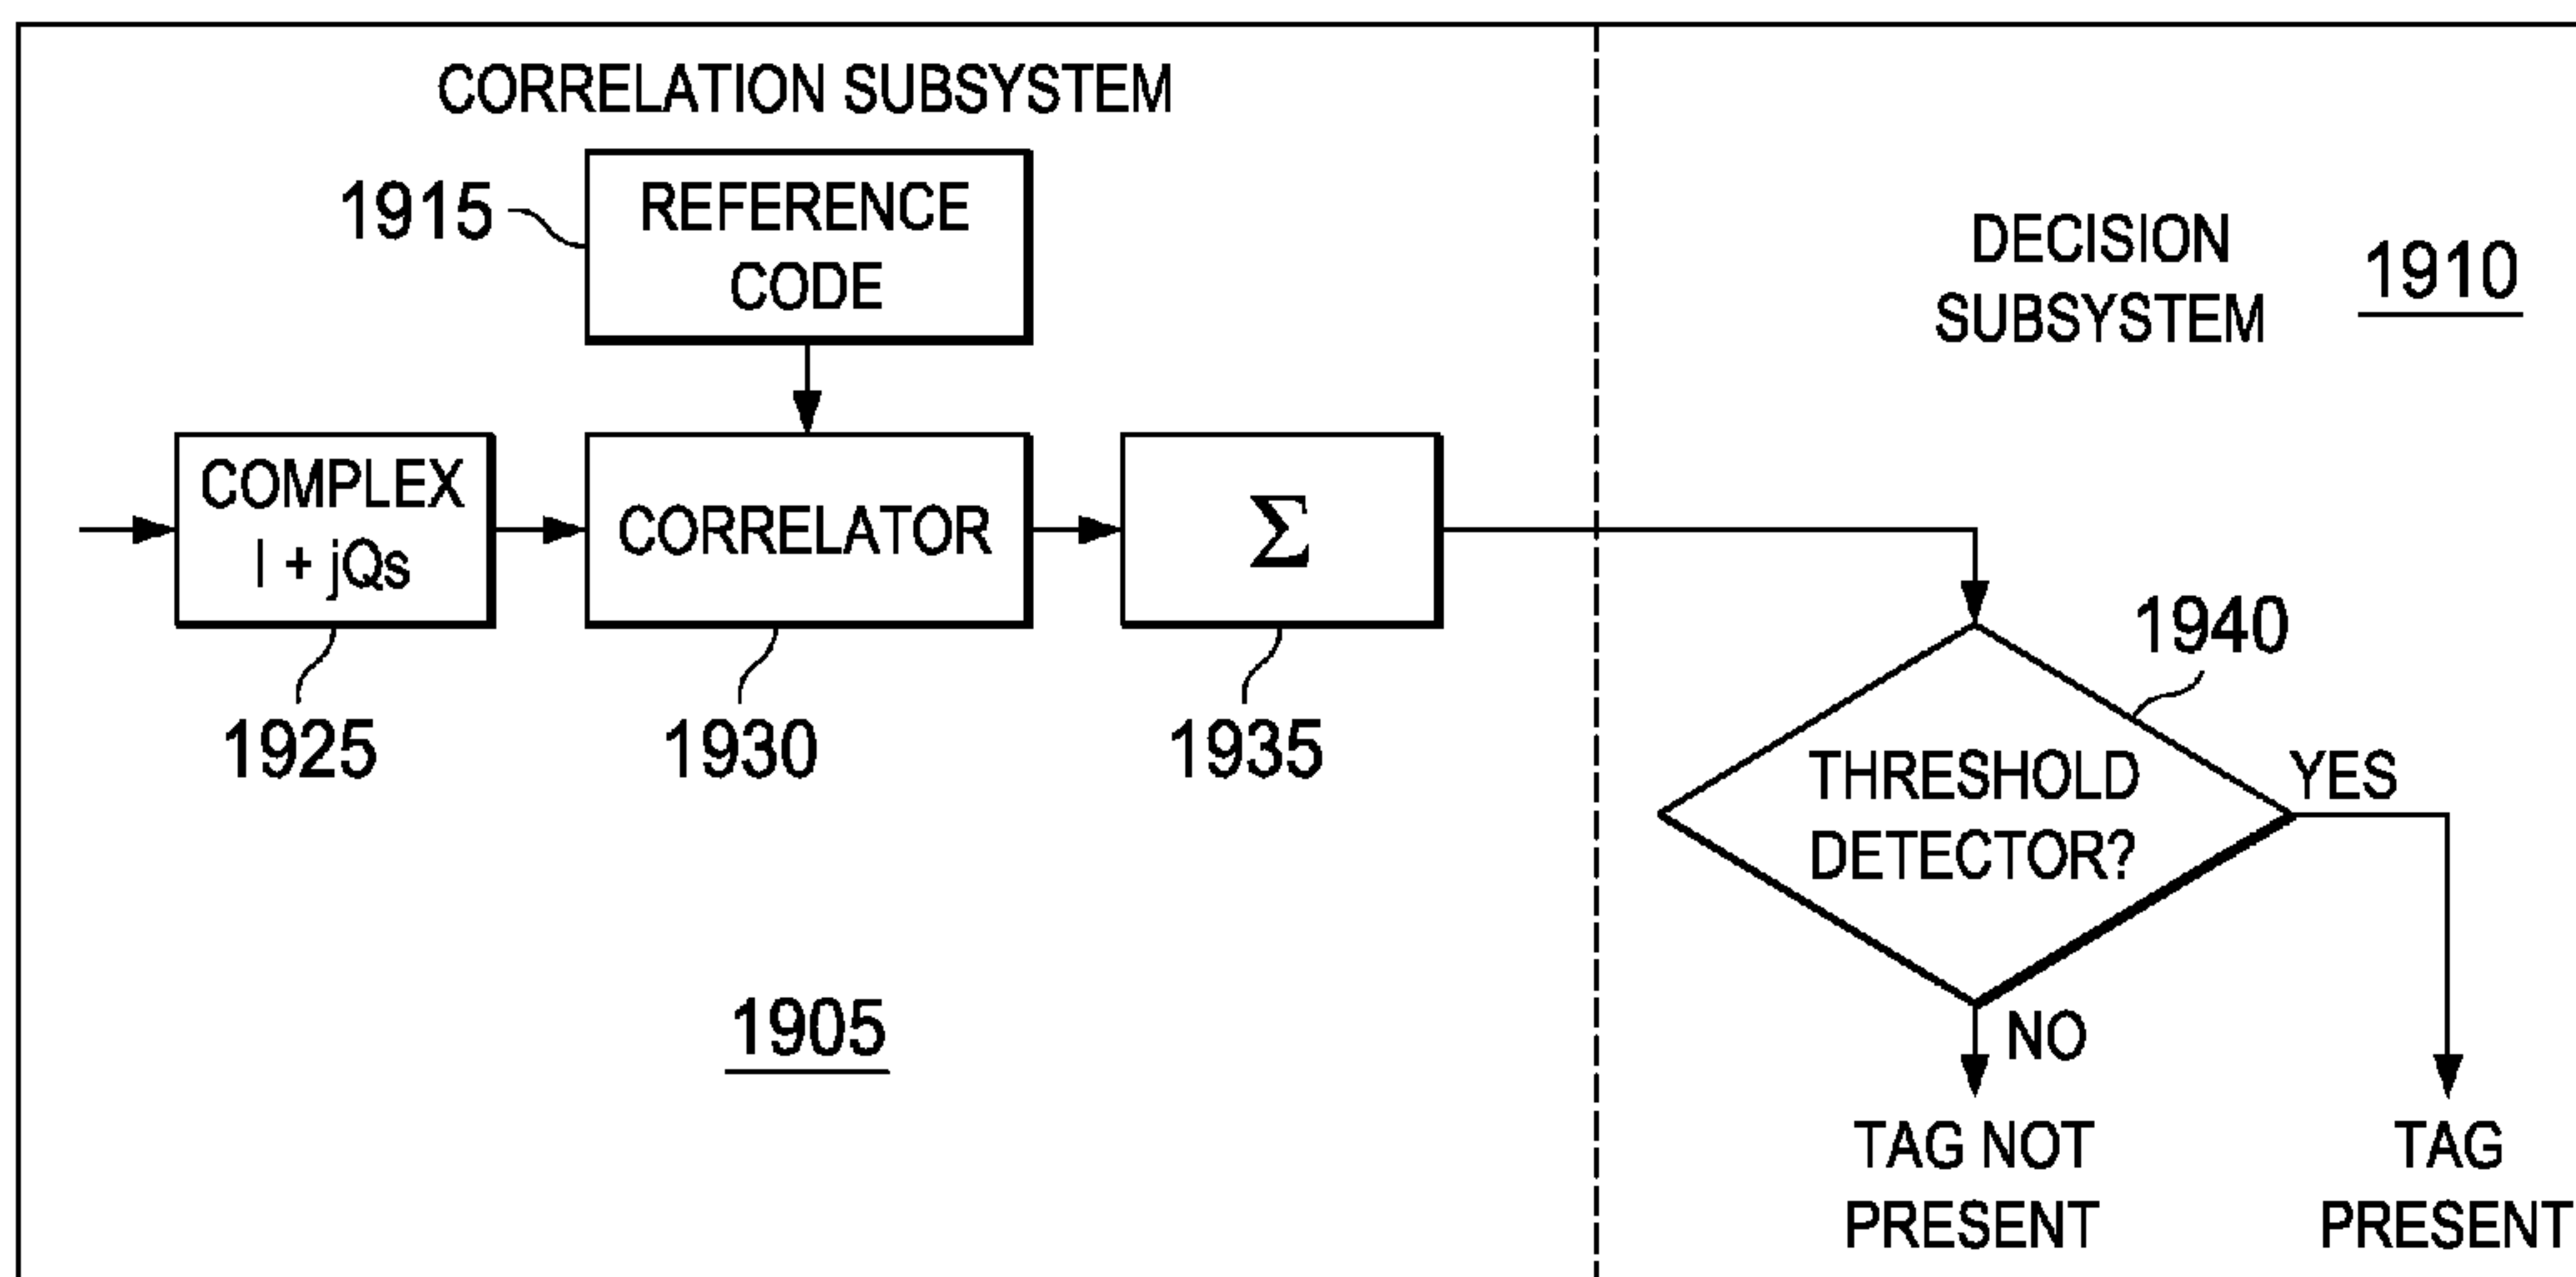 CORRELATION SUBSYSTEM
1915
REFERENCE
CODE
DECISION
SUBSYSTEM
1910
COMPLEX
I + jQs
CORRELATOR
Σ
1925
1930
1935
1940
THRESHOLD
DETECTOR?
YES
NO
1905
TAG NOT
PRESENT
TAG
PRESENT